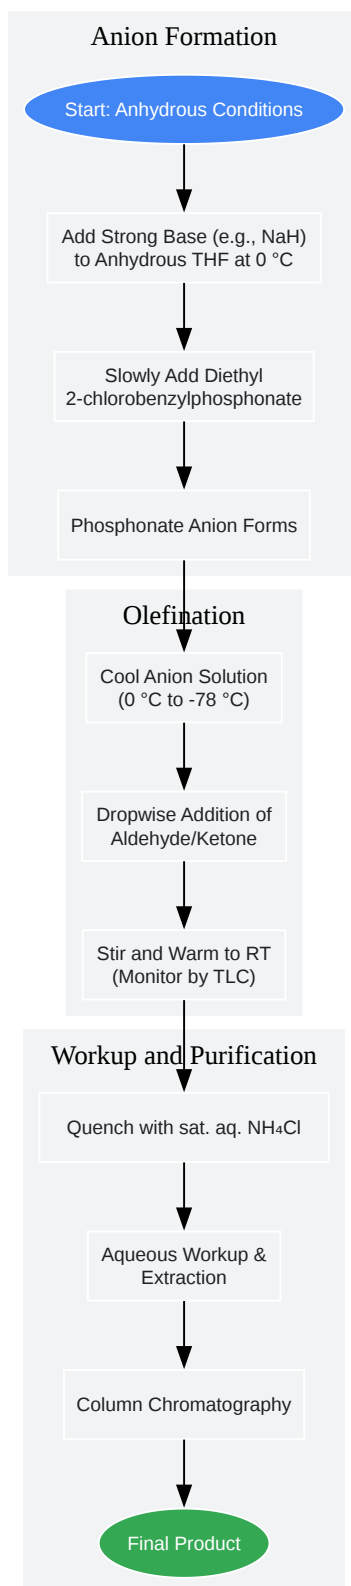 Anion Formation
Start: Anhydrous Conditions
Add Strong Base (e.g., NaH)
to Anhydrous THF at 0 °C
Slowly Add Diethyl
2-chlorobenzylphosphonate
Phosphonate Anion Forms
Olefination
Cool Anion Solution
(0 °C to -78 °C)
Dropwise Addition of
Aldehyde/Ketone
Stir and Warm to RT
(Monitor by TLC)
Workup and Purification
Quench with sat. aq. NH₄Cl
Aqueous Workup &
Extraction
Column Chromatography
Final Product